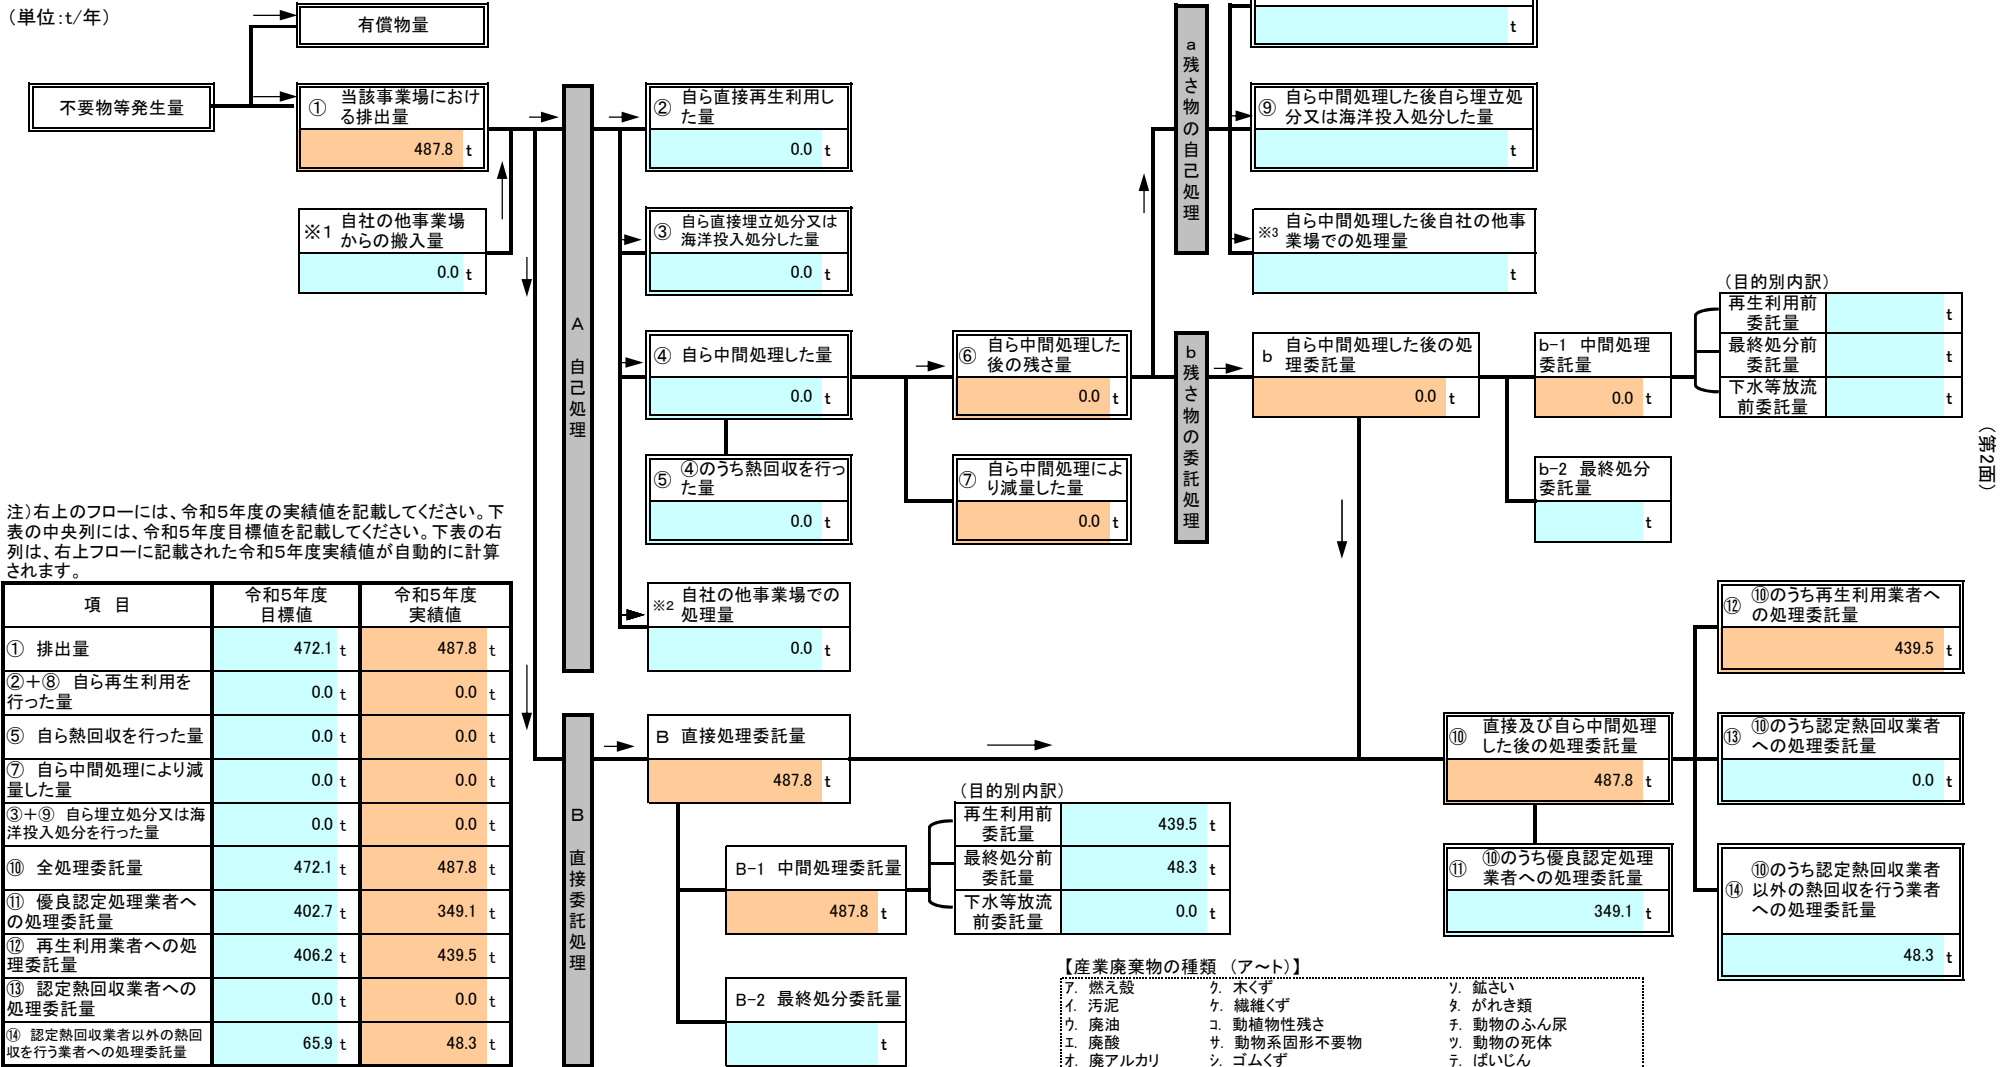 （単位：t/年）
有償物量
不要物等発生量
① 当該事業場におけ
る排出量
487.8 t
※1 自社の他事業場
からの搬入量
0.0 t
A 自己処理
② 自ら直接再生利用し
た量
0.0 t
③ 自ら直接埋立処分又は
海洋投入処分した量
0.0 t
④ 自ら中間処理した量
0.0 t
⑤ ④のうち熱回収を行っ
た量
0.0 t
※2 自社の他事業場での
処理量
0.0 t
⑥ 自ら中間処理した
後の残さ量
0.0 t
⑦ 自ら中間処理によ
り減量した量
0.0 t
a残さ物の自己処理
t
⑨ 自ら中間処理した後自ら埋立処
分又は海洋投入処分した量
t
※3 自ら中間処理した後自社の他事
業場での処理量
t
b残さ物の委託処理
b 自ら中間処理した後の処
理委託量
0.0 t
b-1 中間処理
委託量
0.0 t
b-2 最終処分
委託量
t
（目的別内訳）
再生利用前
委託量
t
最終処分前
委託量
t
下水等放流
前委託量
t
（第2面）
注）右上のフローには、令和5年度の実績値を記載してください。下
表の中央列には、令和5年度目標値を記載してください。下表の右
列は、右上フローに記載された令和5年度実績値が自動的に計算
されます。
項 目 令和5年度 目標値 令和5年度 実績値
① 排出量 472.1 t 487.8 t
②＋⑧ 自ら再生利用を
行った量 0.0 t 0.0 t
⑤ 自ら熱回収を行った量 0.0 t 0.0 t
⑦ 自ら中間処理により減
量した量 0.0 t 0.0 t
③＋⑨ 自ら埋立処分又は海
洋投入処分を行った量 0.0 t 0.0 t
⑩ 全処理委託量 472.1 t 487.8 t
⑪ 優良認定処理業者へ
の処理委託量 402.7 t 349.1 t
⑫ 再生利用業者への処
理委託量 406.2 t 439.5 t
⑬ 認定熱回収業者への
処理委託量 0.0 t 0.0 t
⑭ 認定熱回収業者以外の熱回
収を行う業者への処理委託量 65.9 t 48.3 t
B 直接委託処理
B 直接処理委託量
487.8 t
B-1 中間処理委託量
487.8 t
B-2 最終処分委託量
t
（目的別内訳）
再生利用前
委託量
439.5 t
最終処分前
委託量
48.3 t
下水等放流
前委託量
0.0 t
⑩ 直接及び自ら中間処理
した後の処理委託量
487.8 t
⑪ ⑩のうち優良認定処理
業者への処理委託量
349.1 t
⑫ ⑩のうち再生利用業者へ
の処理委託量
439.5 t
⑬ ⑩のうち認定熱回収業者
への処理委託量
0.0 t
⑭ ⑩のうち認定熱回収業者
以外の熱回収を行う業者
への処理委託量
48.3 t
【産業廃棄物の種類 （ア～ト）】
ア. 燃え殻 ク. 木くず ソ. 鉱さい
イ. 汚泥 ケ. 繊維くず タ. がれき類
ウ. 廃油 コ. 動植物性残さ チ. 動物のふん尿
エ. 廃酸 サ. 動物系固形不要物 ツ. 動物の死体
オ. 廃アルカリ シ. ゴムくず テ. ばいじん